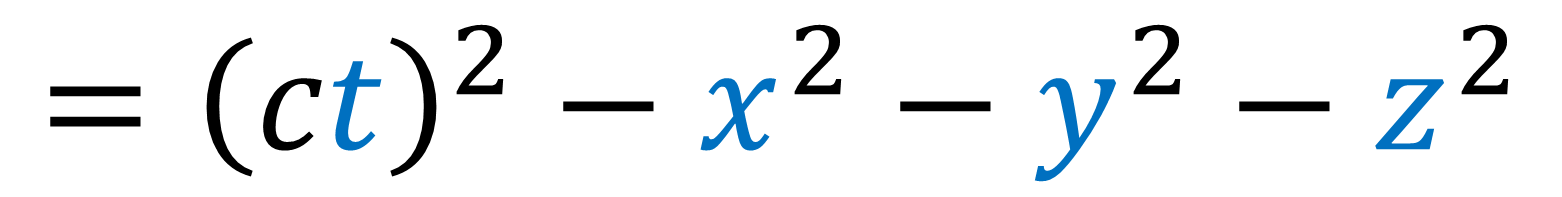 = (ct)² − x² − y² − z²